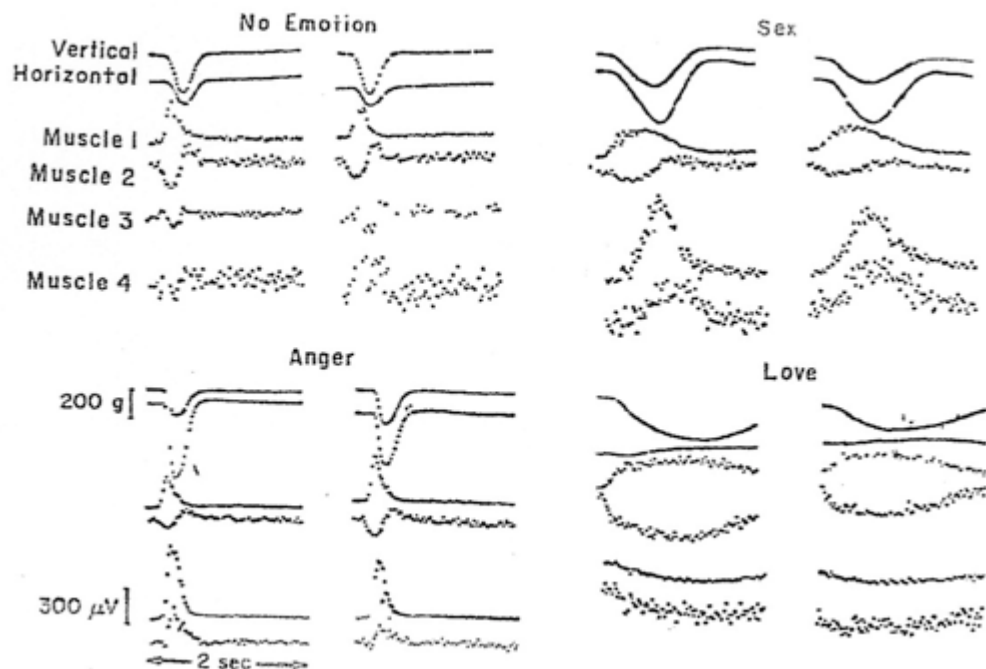 No Emotion
Sex
Vertical
Horizontal
Muscle 1
Muscle 2
Muscle 3
Muscle 4
Anger
Love
200 g
300 μV
2 sec